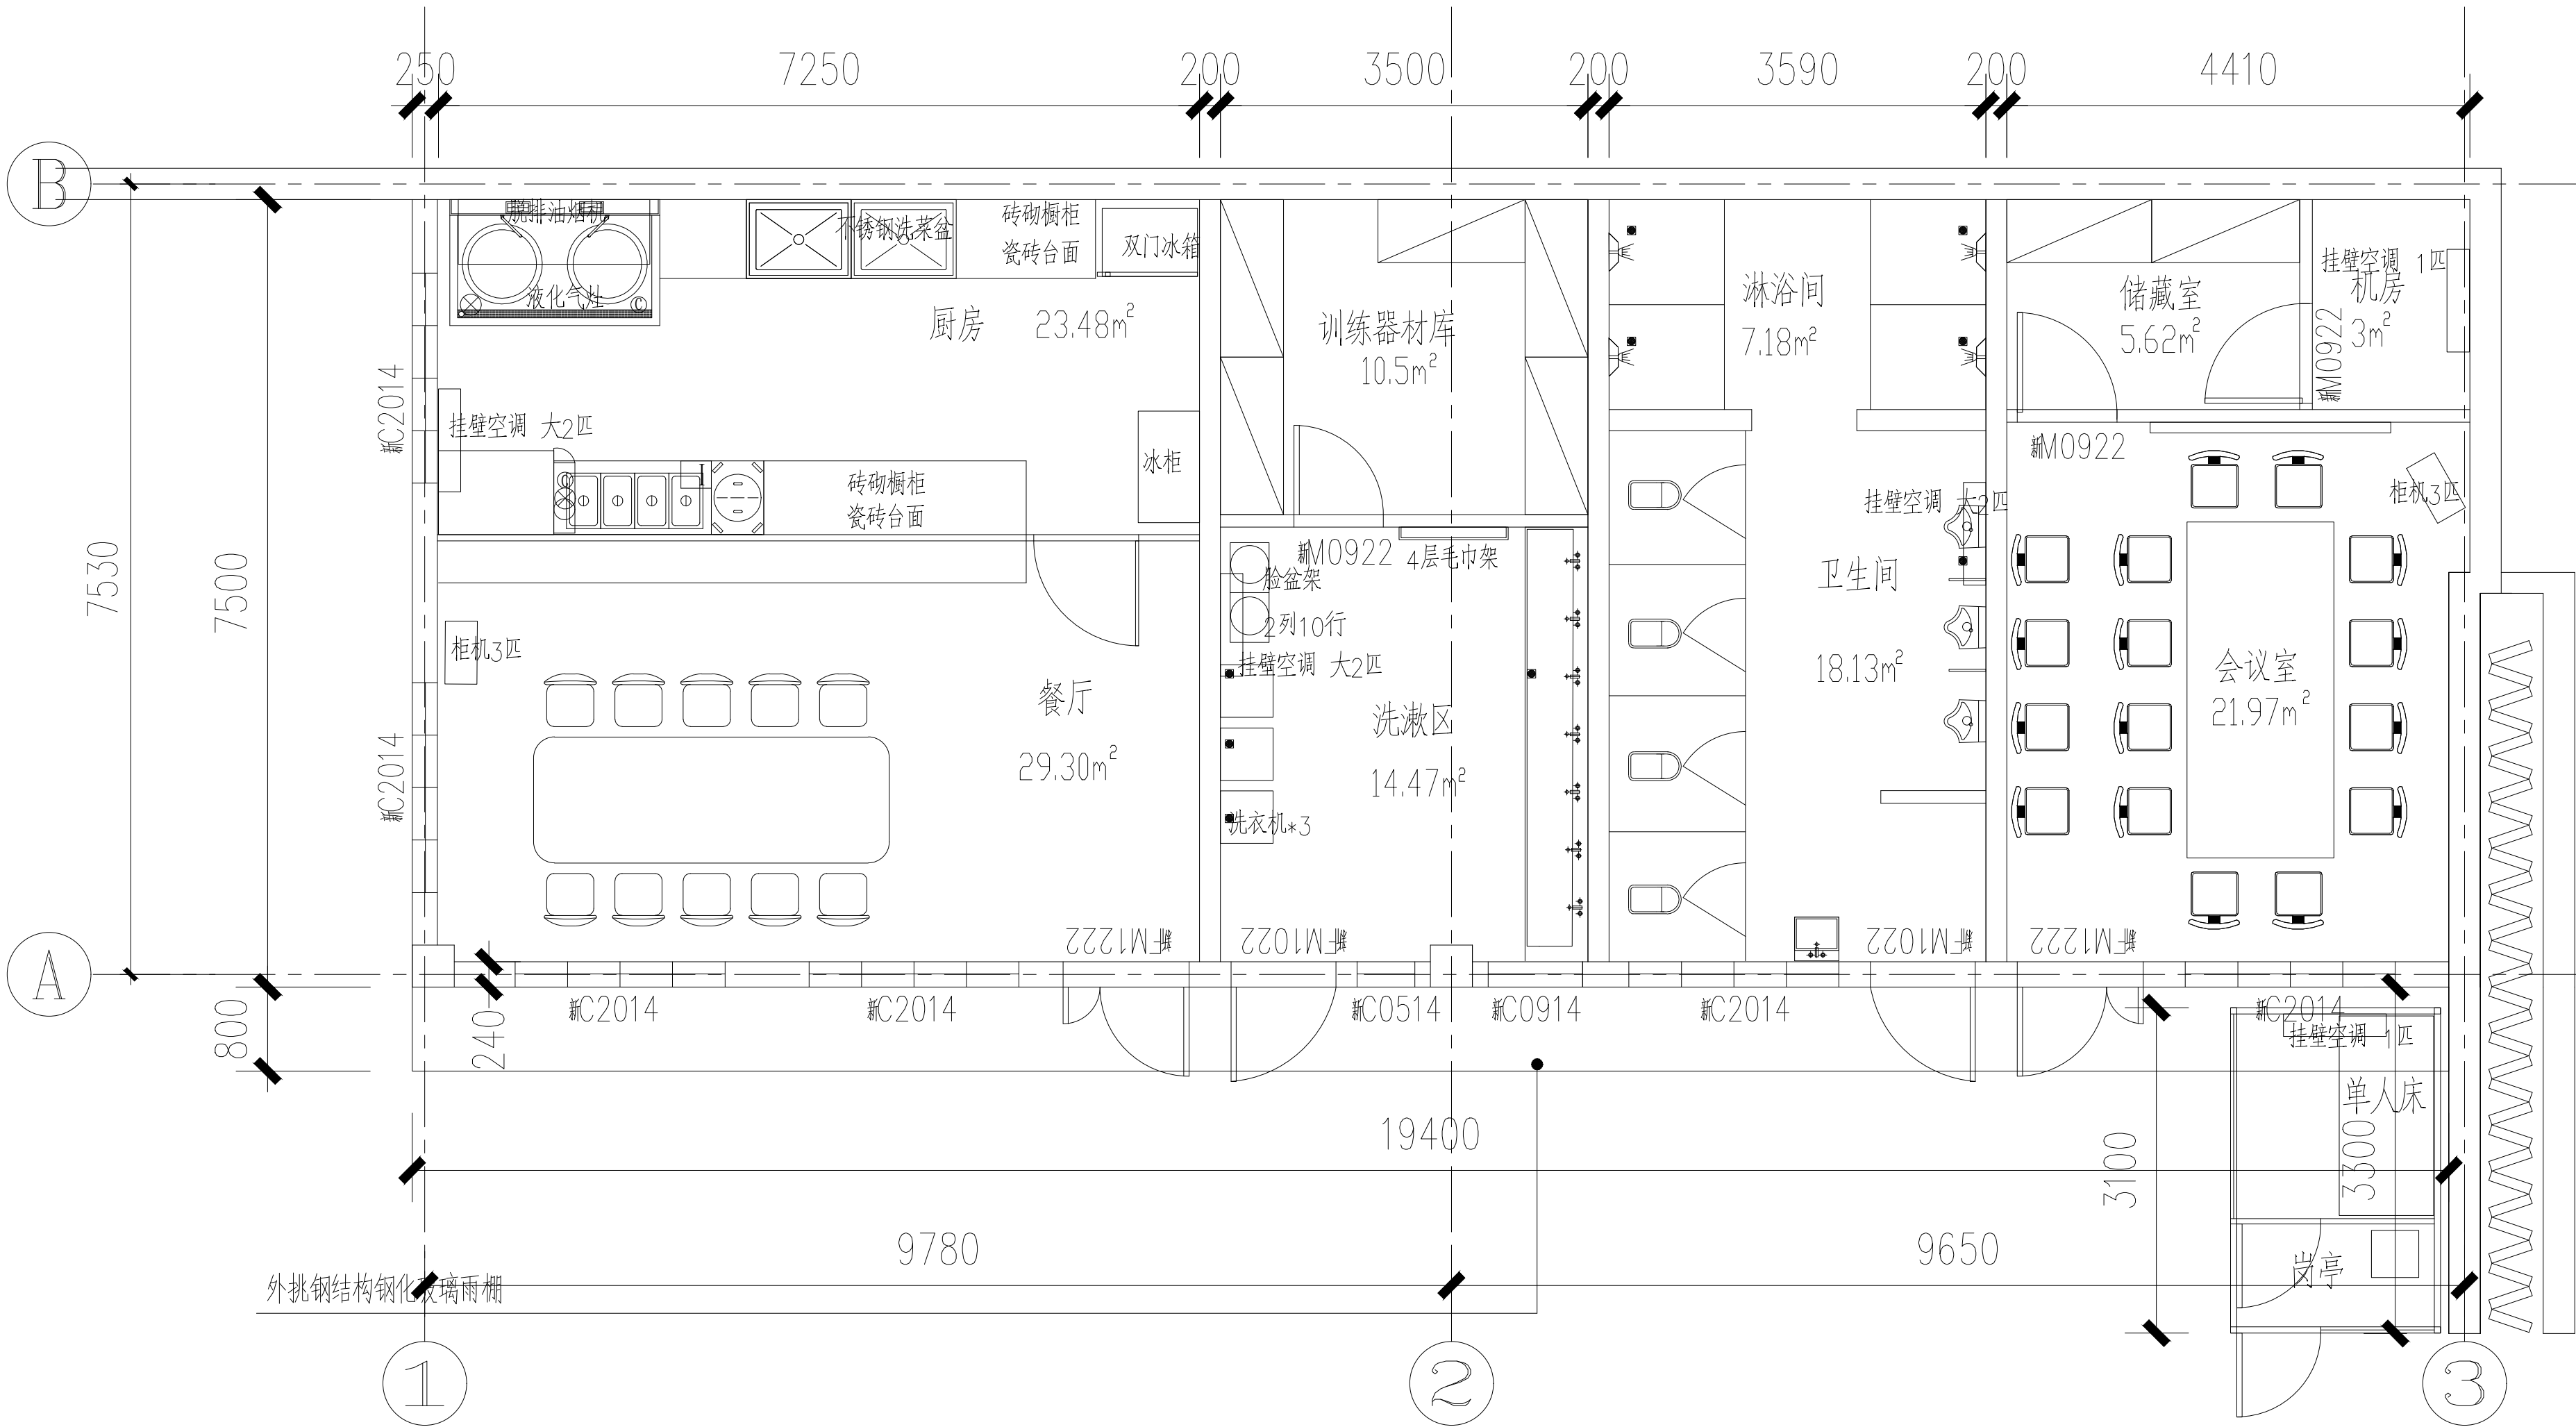 250 7250 200 3500 200 3590 200 4410
B
脱排油烟机
不锈钢洗菜盆
砖砌橱柜
瓷砖台面
双门冰箱
液化气灶
厨房 23.48m²
训练器材库
10.5m²
淋浴间
7.18m²
储藏室
5.62m²
挂壁空调 1匹
机房
3m²
新M0922
新C2014
挂壁空调 大2匹
冰柜
砖砌橱柜
瓷砖台面
新M0922
挂壁空调 大2匹
柜机3匹
7530
7500
新M0922
4层毛巾架
脸盆架
2列10行
挂壁空调 大2匹
卫生间
18.13m²
柜机3匹
会议室
21.97m²
餐厅
29.30m²
洗漱区
14.47m²
新C2014
洗衣机*3
新FM1222
新FM1022
新FM1022
新FM1222
A
新C2014
新C2014
新C0514
新C0914
新C2014
新C2014
挂壁空调 1匹
800
240
单人床
19400
3100
3300
9780
9650
岗亭
外挑钢结构钢化玻璃雨棚
1
2
3